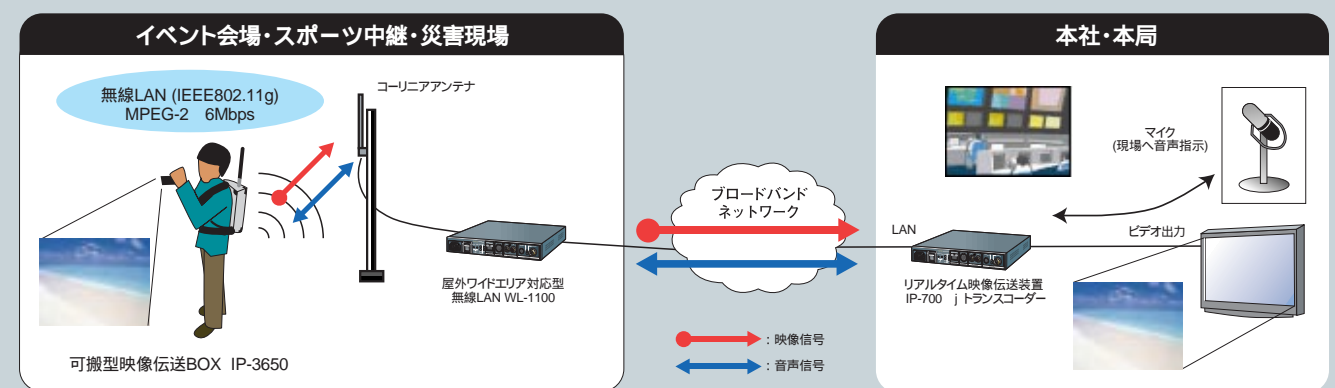 イベント会場・スポーツ中継・災害現場
無線LAN (IEEE802.11g)
MPEG-2 6Mbps
コーリニアアンテナ
屋外ワイドエリア対応型
無線LAN WL-1100
可搬型映像伝送BOX IP-3650
ブロードバンド
ネットワーク
：映像信号
：音声信号
本社・本局
マイク
(現場へ音声指示)
LAN
ビデオ出力
リアルタイム映像伝送装置
IP-700 j トランスコーダー